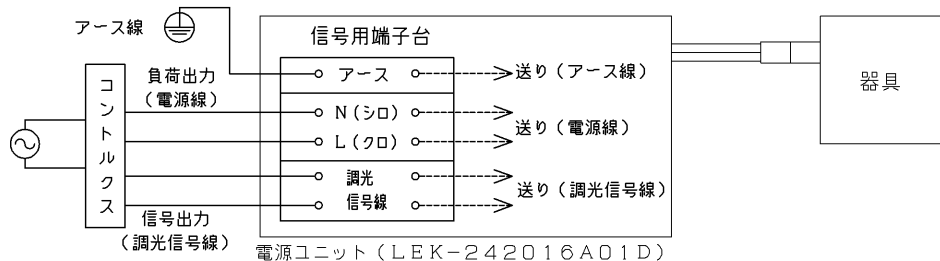 アース線
信号用端子台
アース
送り(アース線)
負荷出力
(電源線)
コントルクス
N(シロ)
L(クロ)
送り(電源線)
調光
信号線
送り(調光信号線)
信号出力
(調光信号線)
器具
電源ユニット(LEK-242016A01D)